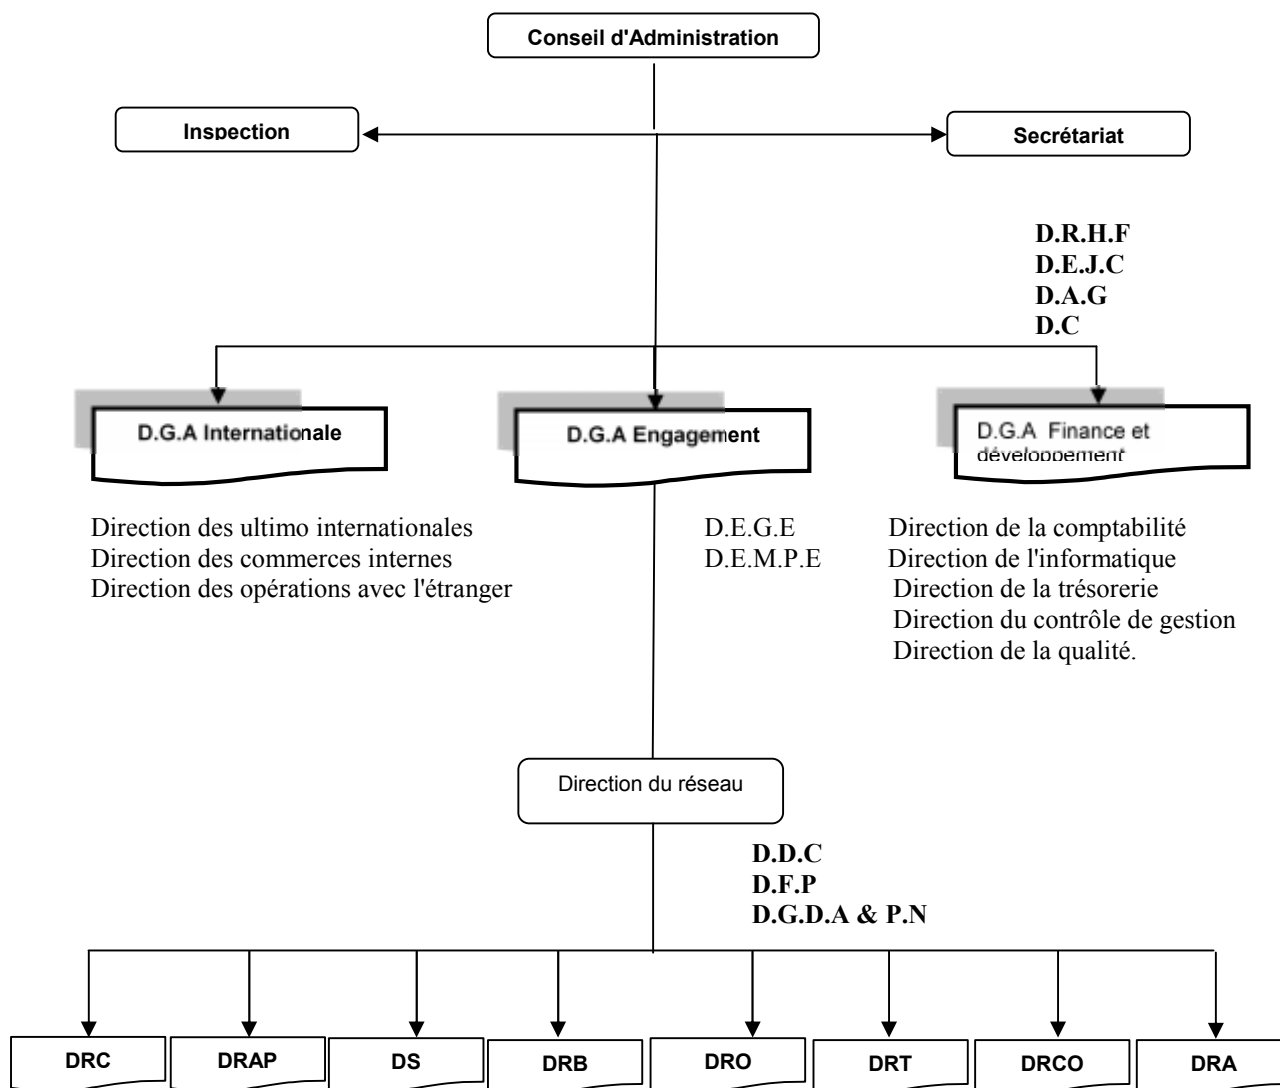 Conseil d'Administration
Inspection
Secrétariat
D.R.H.F
D.E.J.C
D.A.G
D.C
D.G.A Internationale
D.G.A Engagement
D.G.A Finance et
développement
Direction des ultimo internationales
Direction des commerces internes
Direction des opérations avec l'étranger
D.E.G.E
D.E.M.P.E
Direction de la comptabilité
Direction de l'informatique
Direction de la trésorerie
Direction du contrôle de gestion
Direction de la qualité.
Direction du réseau
D.D.C
D.F.P
D.G.D.A & P.N
DRC
DRAP
DS
DRB
DRO
DRT
DRCO
DRA